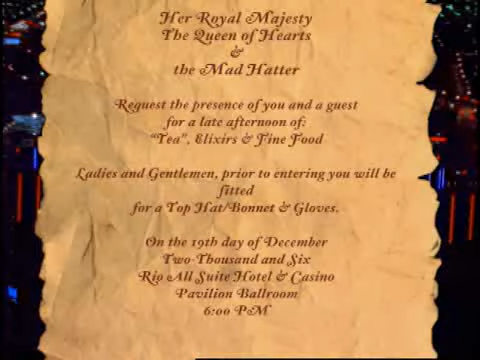 Her Royal Majesty
The Queen of Hearts
&
the Mad Hatter
Request the presence of you and a guest
for a late afternoon of:
“Tea”, Elixirs & Fine Food
Ladies and Gentlemen, prior to entering you will be
fitted
for a Top Hat/Bonnet & Gloves.
On the 19th day of December
Two-Thousand and Six
Rio All Suite Hotel & Casino
Pavilion Ballroom
6:00 PM